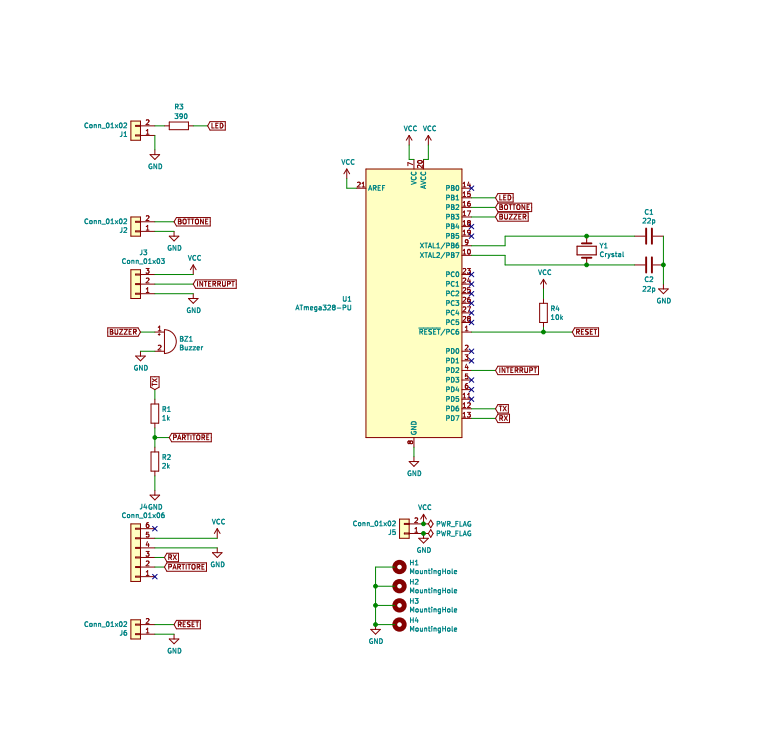 R3
390
Conn_01x02
J1
2
1
LED
GND
Conn_01x02
J2
2
1
BOTTONE
GND
J3
Conn_01x03
3
2
1
VCC
INTERRUPT
GND
BUZZER
1
2
BZ1
Buzzer
GND
TX
R1
1k
PARTITORE
R2
2k
J4GND
Conn_01x06
6
5
4
3
2
1
VCC
GND
RX
PARTITORE
Conn_01x02
J6
2
1
RESET
GND
VCC
VCC
VCC
7
20
VCC
AVCC
21
AREF
U1
ATmega328-PU
PB0
14
PB1
15
LED
PB2
16
BOTTONE
PB3
17
BUZZER
PB4
18
PB5
19
XTAL1/PB6
9
XTAL2/PB7
10
PC0
23
PC1
24
PC2
25
PC3
26
PC4
27
PC5
28
RESET/PC6
1
PD0
2
PD1
3
PD2
4
INTERRUPT
PD3
5
PD4
6
PD5
11
PD6
12
TX
PD7
13
RX
GND
8
GND
C1
22p
Y1
Crystal
C2
22p
GND
VCC
R4
10k
RESET
VCC
Conn_01x02
J5
2
1
PWR_FLAG
PWR_FLAG
GND
H1
MountingHole
H2
MountingHole
H3
MountingHole
H4
MountingHole
GND